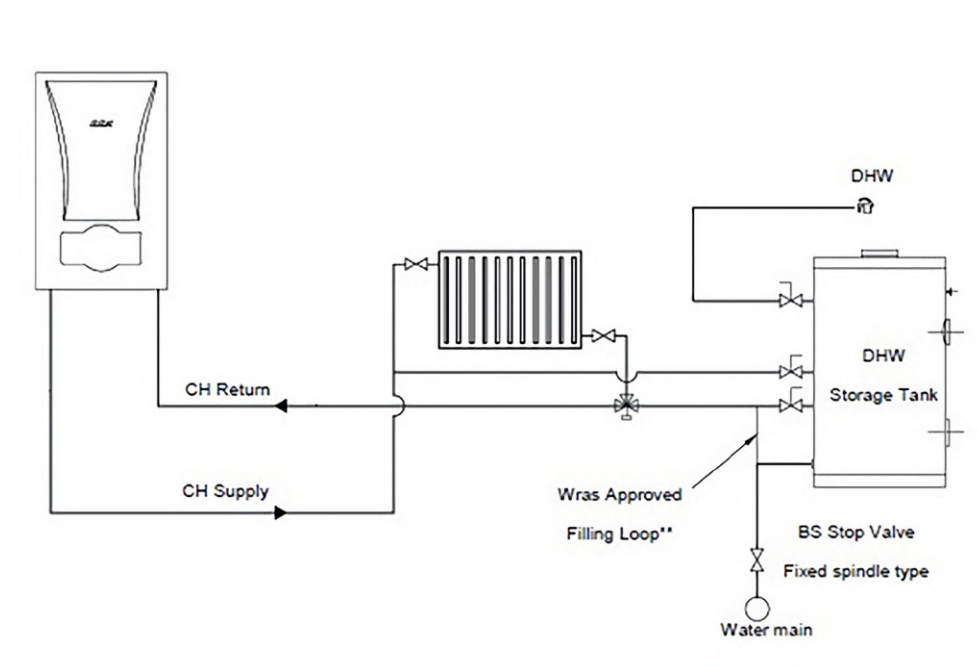 DHW
DHW
Storage Tank
CH Return
CH Supply
Wras Approved
Filling Loop**
BS Stop Valve
Fixed spindle type
Water main